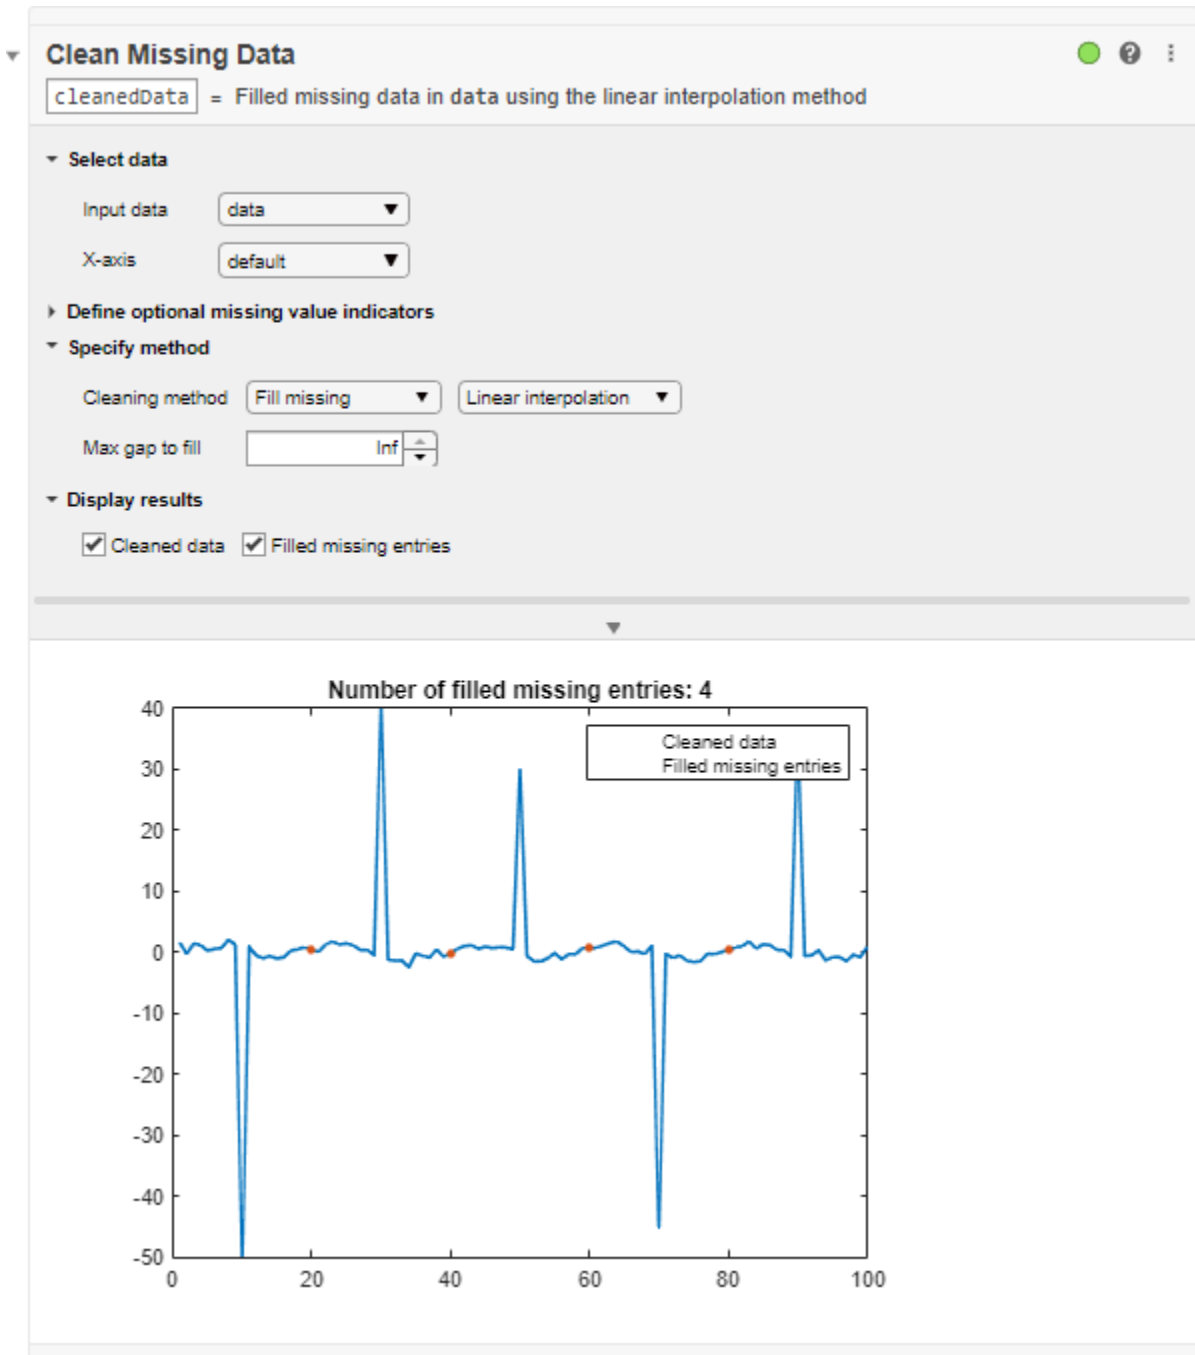 Clean Missing Data
cleanedData = Filled missing data in data using the linear interpolation method
Select data
Input data data
X-axis default
Define optional missing value indicators
Specify method
Cleaning method Fill missing Linear interpolation
Max gap to fill Inf
Display results
Cleaned data Filled missing entries
Number of filled missing entries: 4
Cleaned data
Filled missing entries
40
30
20
10
0
-10
-20
-30
-40
-50
0 20 40 60 80 100